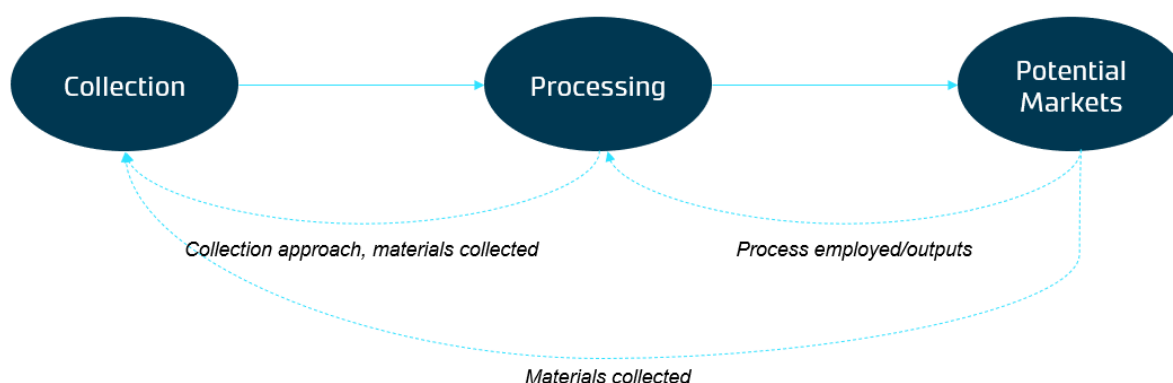 Collection
Processing
Potential
Markets
Collection approach, materials collected
Process employed/outputs
Materials collected